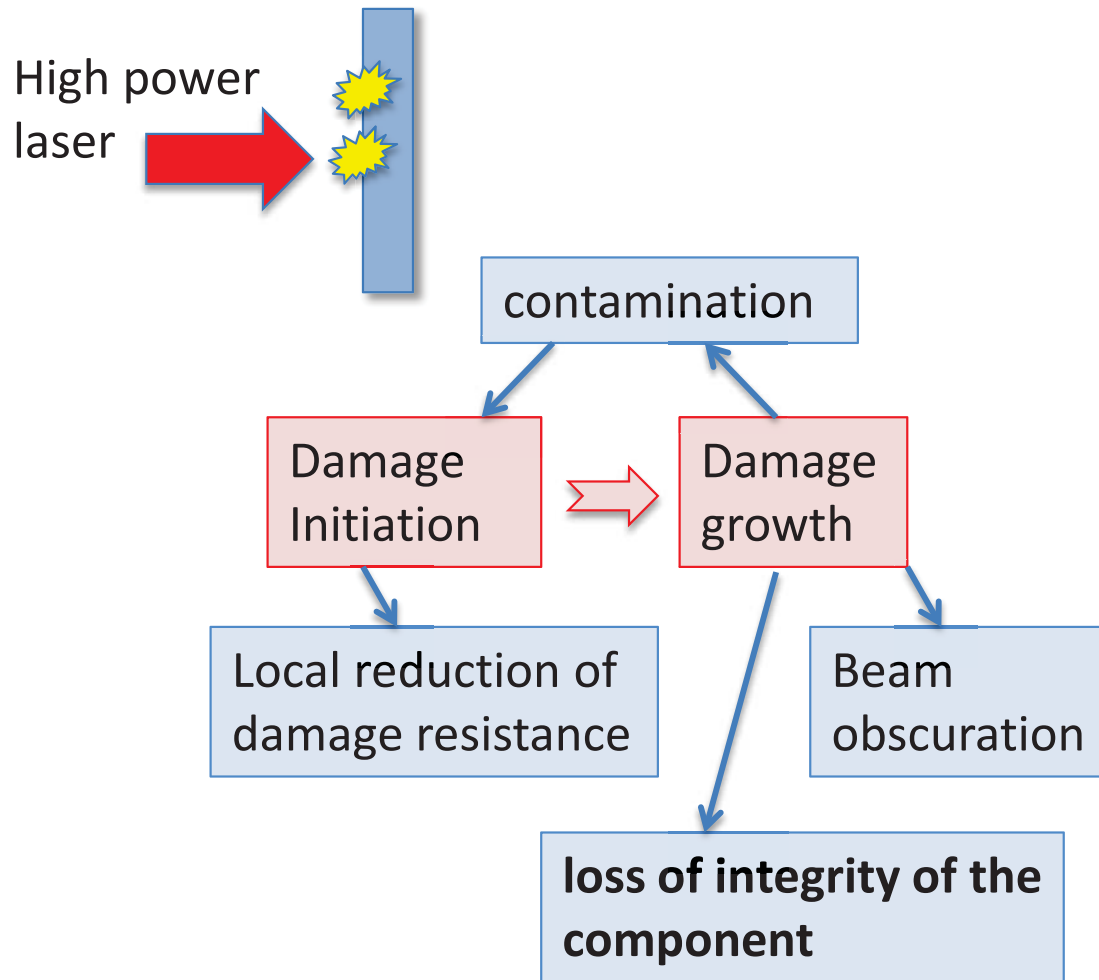 High power
laser
contamination
Damage
Initiation
Damage
growth
Local reduction of
damage resistance
Beam
obscuration
loss of integrity of the
component